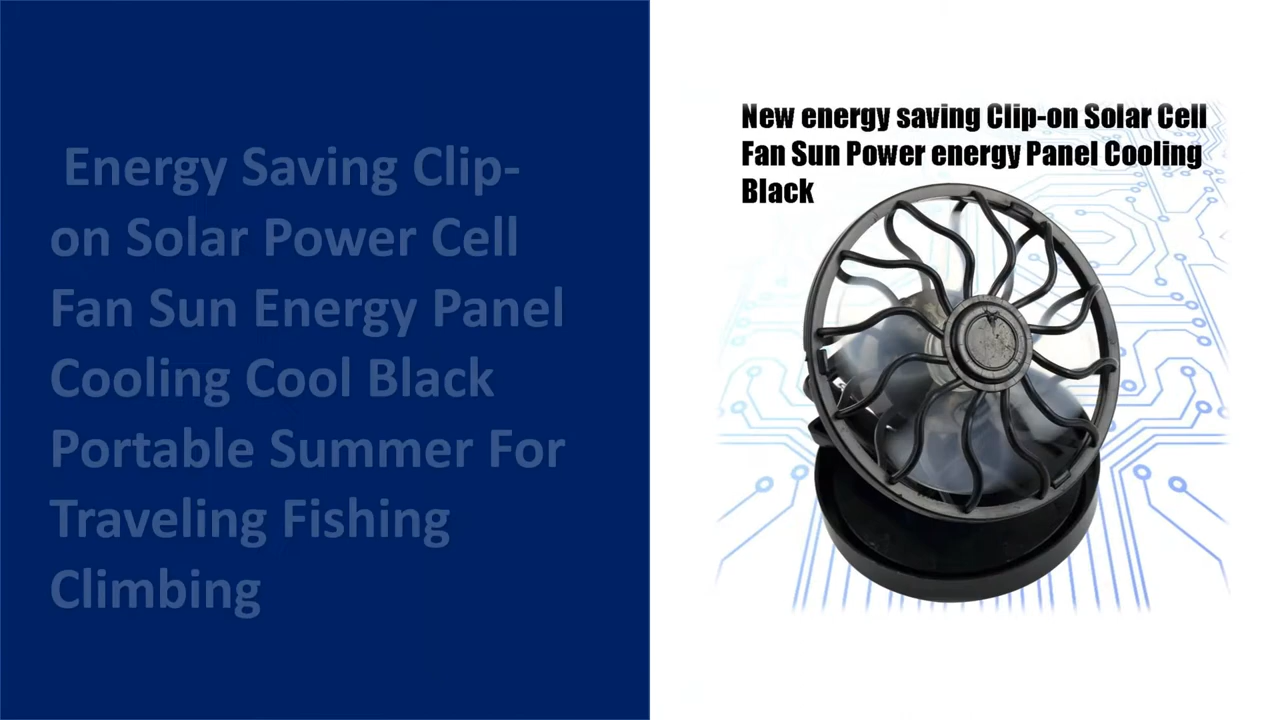 Energy Saving Clip-
on Solar Power Cell
Fan Sun Energy Panel
Cooling Cool Black
Portable Summer For
Traveling Fishing
Climbing
New energy saving Clip-on Solar Cell
Fan Sun Power energy Panel Cooling
Black